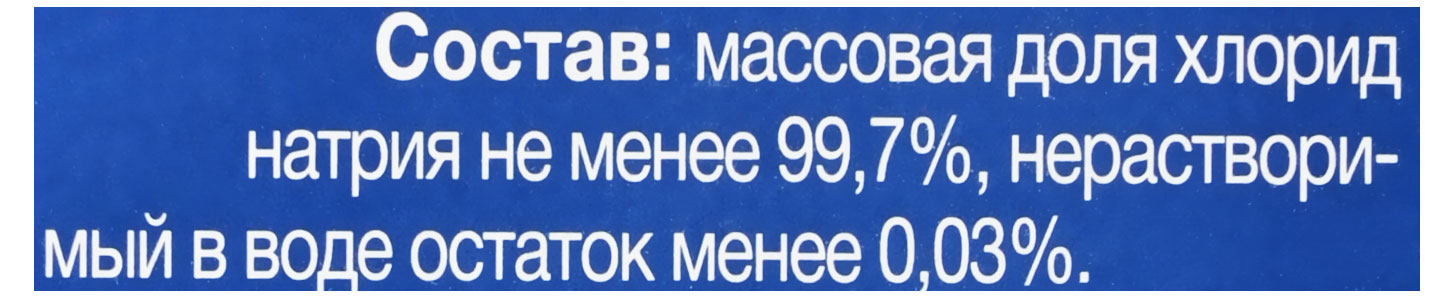 Состав: массовая доля хлорид
натрия не менее 99,7%, нераствори-
мый в воде остаток менее 0,03%.